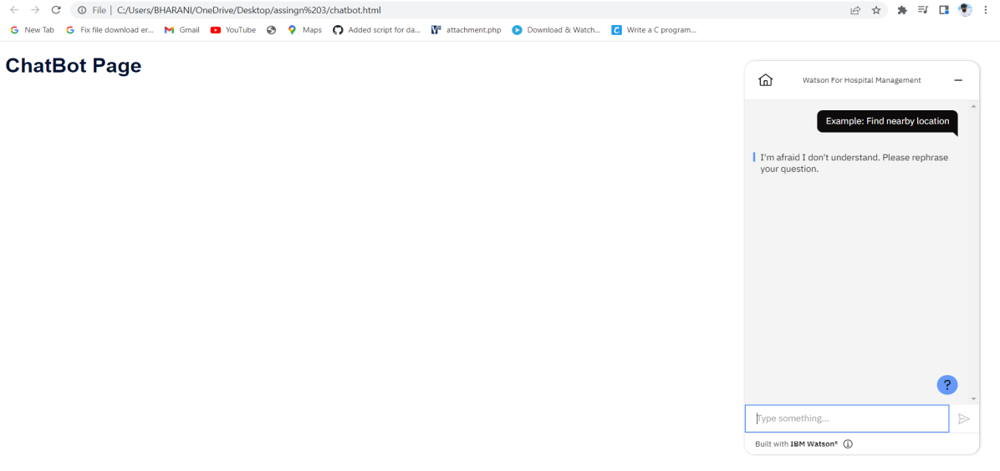 File | C:/Users/BHARANI/OneDrive/Desktop/assingn%203/chatbot.html
New Tab Fix file download er... Gmail YouTube Maps Added script for da... attachment.php Download & Watch... Write a C program...
ChatBot Page
Watson For Hospital Management
Example: Find nearby location
I'm afraid I don't understand. Please rephrase
your question.
?
Type something...
Built with IBM Watson®